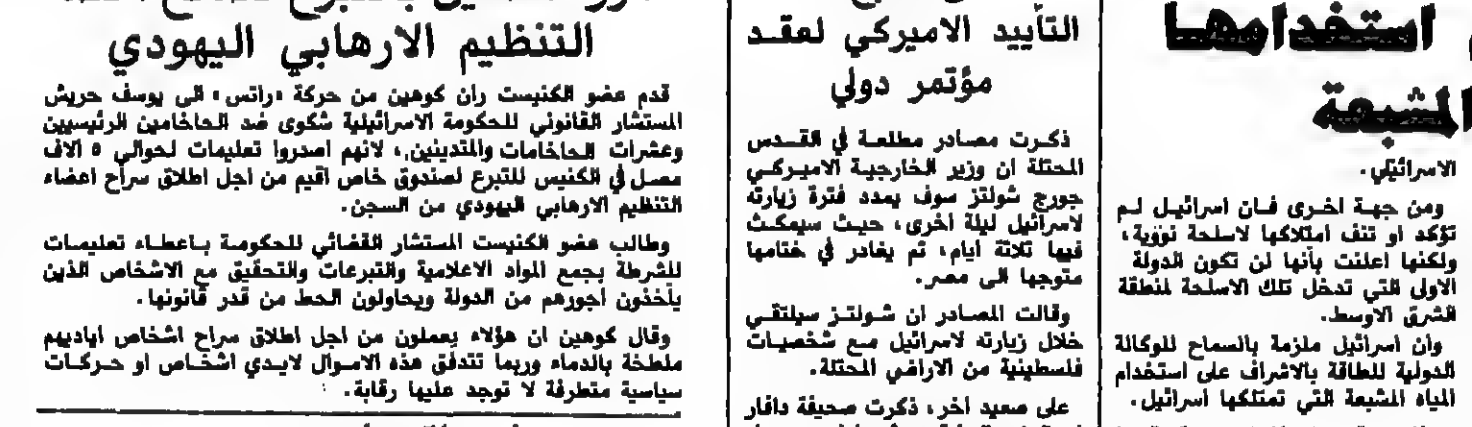 استخدامها
المشبعة
الاسرائيلي.
ومن جهة اخرى فان اسرائيل لم
تؤكد او تنف امتلاكها لاسلحة نووية،
ولكنها اعلنت بأنها لن تكون الدولة
الاولى التي تدخل تلك الاسلحة لمنطقة
الشرق الاوسط.
وان اسرائيل ملزمة بالسماح للوكالة
الدولية للطاقة بالاشراف على استخدام
المياه المشبعة التي تمتلكها اسرائيل.
التأييد الاميركي لعقد
مؤتمر دولي
ذكرت مصادر مطلعة في القدس
المحتلة ان وزير الخارجية الاميركي
جورج شولتز سوف يمدد فترة زيارته
لاسرائيل ليلة أخرى، حيث سيمكث
فيها ثلاثة أيام، ثم يغادر في ختامها
متوجها الى مصر.
وقالت المصادر ان شولتز سيلتقي
خلال زيارته لاسرائيل مع شخصيات
فلسطينية من الاراضي المحتلة.
على صعيد أخر، ذكرت صحيفة دافار
التنظيم الارهابي اليهودي
قدم عضو الكنيست ران كوهين من حركة «راتس» الى يوسف حريش
المستشار القانوني للحكومة الاسرائيلية شكوى ضد الحاخامين الرئيسيين
وعشرات الحاخامات والمتدينين، لانهم اصدروا تعليمات لحوالى ٥ الاف
مصل في الكنيس للتبرع لصندوق خاص اقيم من اجل اطلاق سراح اعضاء
التنظيم الارهابي اليهودي من السجن.
وطالب عضو الكنيست المستشار القضائي للحكومة باعطاء تعليمات
للشرطة بجمع المواد الاعلامية والتبرعات والتحقيق مع الاشخاص الذين
يأخذون اجورهم من الدولة ويحاولون الحط من قدر قانونها.
وقال كوهين ان هؤلاء يعملون من اجل اطلاق سراح اشخاص اياديهم
ملطخة بالدماء وربما تتدفق هذه الاموال لايدي اشخاص او حركات
سياسية متطرفة لا توجد عليها رقابة.